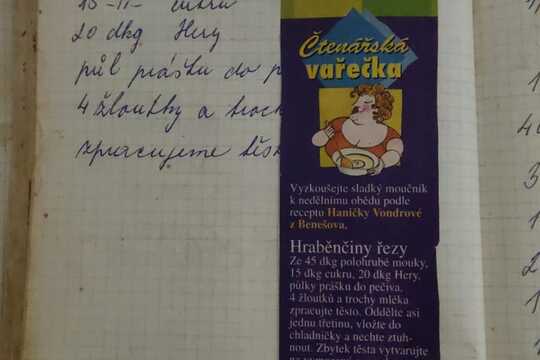 15 -11- cukru
20 dkg Hery
půl prášku do
4 žloutky a
zpracujeme
Čtenářská
vařečka
Vyzkoušejte sladký moučník
k nedělnímu obědu podle
receptu Haničky Vondrové
z Benešova.
Hraběnčiny řezy
Ze 45 dkg polohrubé mouky,
15 dkg cukru, 20 dkg Hery,
půlky prášku do pečiva,
4 žloutků a trochy mléka
zpracujte těsto. Oddělte asi
jednu třetinu, vložte do
chladničky a nechte ztuh-
nout. Zbytek těsta vytvarujte